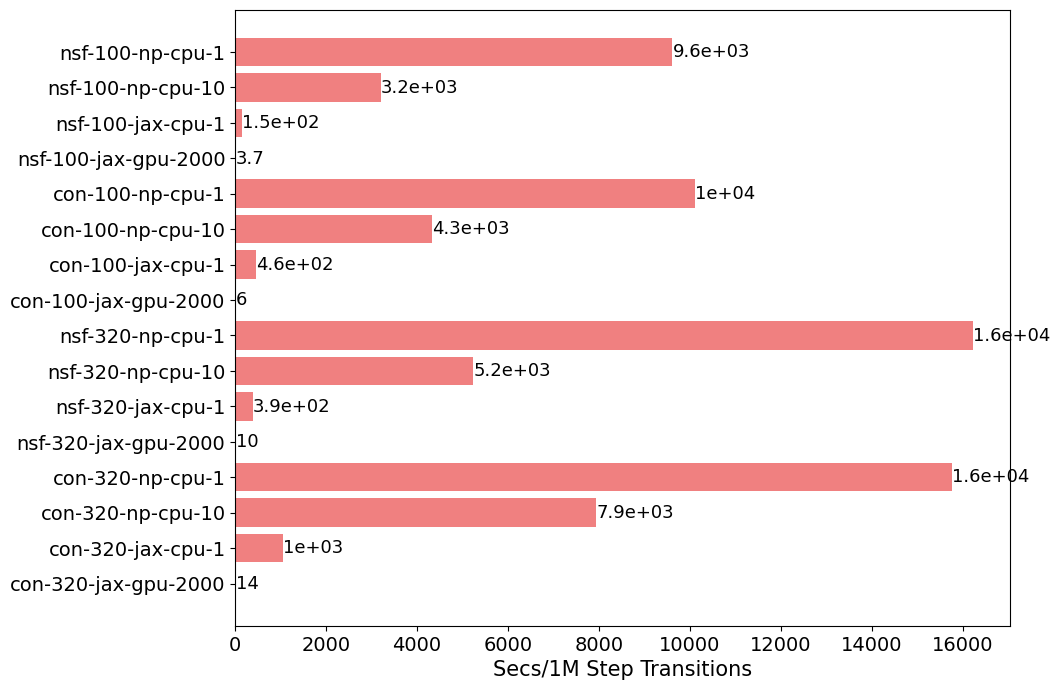 nsf-100-np-cpu-1 9.6e+03
nsf-100-np-cpu-10 3.2e+03
nsf-100-jax-cpu-1 1.5e+02
nsf-100-jax-gpu-2000 3.7
con-100-np-cpu-1 1e+04
con-100-np-cpu-10 4.3e+03
con-100-jax-cpu-1 4.6e+02
con-100-jax-gpu-2000 6
nsf-320-np-cpu-1 1.6e+04
nsf-320-np-cpu-10 5.2e+03
nsf-320-jax-cpu-1 3.9e+02
nsf-320-jax-gpu-2000 10
con-320-np-cpu-1 1.6e+04
con-320-np-cpu-10 7.9e+03
con-320-jax-cpu-1 1e+03
con-320-jax-gpu-2000 14
0 2000 4000 6000 8000 10000 12000 14000 16000
Secs/1M Step Transitions